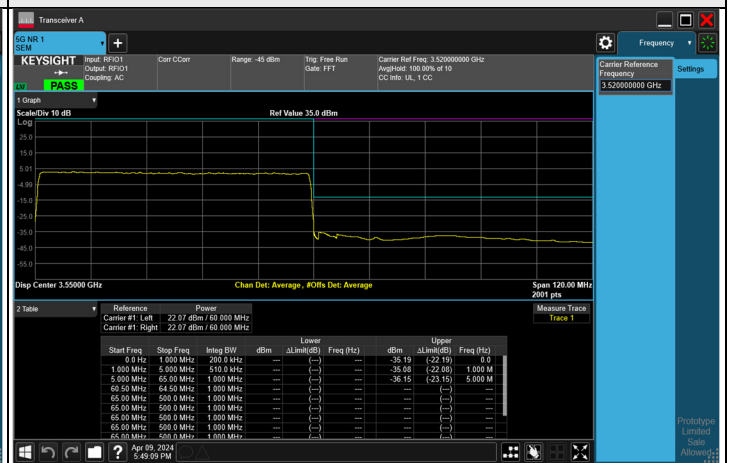 Transceiver A
5G NR 1
SEM
Frequency
KEYSIGHT
LXI
PASS
Input: RFIO1
Output: RFIO1
Coupling: AC
Corr CCorr
Range: -45 dBm
Trig: Free Run
Gate: FFT
Carrier Ref Freq: 3.520000000 GHz
Avg|Hold: 100.00% of 10
CC Info: UL, 1 CC
Carrier Reference
Frequency
3.520000000 GHz
Settings
1 Graph
Scale/Div 10 dB
Ref Value 35.0 dBm
Log
25.0
15.0
5.01
-4.99
-15.0
-25.0
-35.0
-45.0
-55.0
Disp Center 3.55000 GHz
Chan Det: Average, #Offs Det: Average
Span 120.00 MHz
2001 pts
2 Table
Reference Power
Carrier #1: Left 22.07 dBm / 60.000 MHz
Carrier #1: Right 22.07 dBm / 60.000 MHz
Measure Trace
Trace 1
Lower Upper
Start Freq Stop Freq Integ BW dBm ΔLimit(dB) Freq (Hz) dBm ΔLimit(dB) Freq (Hz)
0.0 Hz 1.000 MHz 200.0 kHz --- (---) --- -35.19 (-22.19) 0.0
1.000 MHz 5.000 MHz 510.0 kHz --- (---) --- -35.08 (-22.08) 1.000 M
5.000 MHz 65.00 MHz 1.000 MHz --- (---) --- -36.15 (-23.15) 5.000 M
60.50 MHz 64.50 MHz 1.000 MHz --- (---) --- --- (---) ---
65.00 MHz 500.0 MHz 1.000 MHz --- (---) --- --- (---) ---
65.00 MHz 500.0 MHz 1.000 MHz --- (---) --- --- (---) ---
65.00 MHz 500.0 MHz 1.000 MHz --- (---) --- --- (---) ---
65.00 MHz 500.0 MHz 1.000 MHz --- (---) --- --- (---) ---
Apr 09, 2024
5:49:09 PM
Prototype
Limited
Sale
Allowed